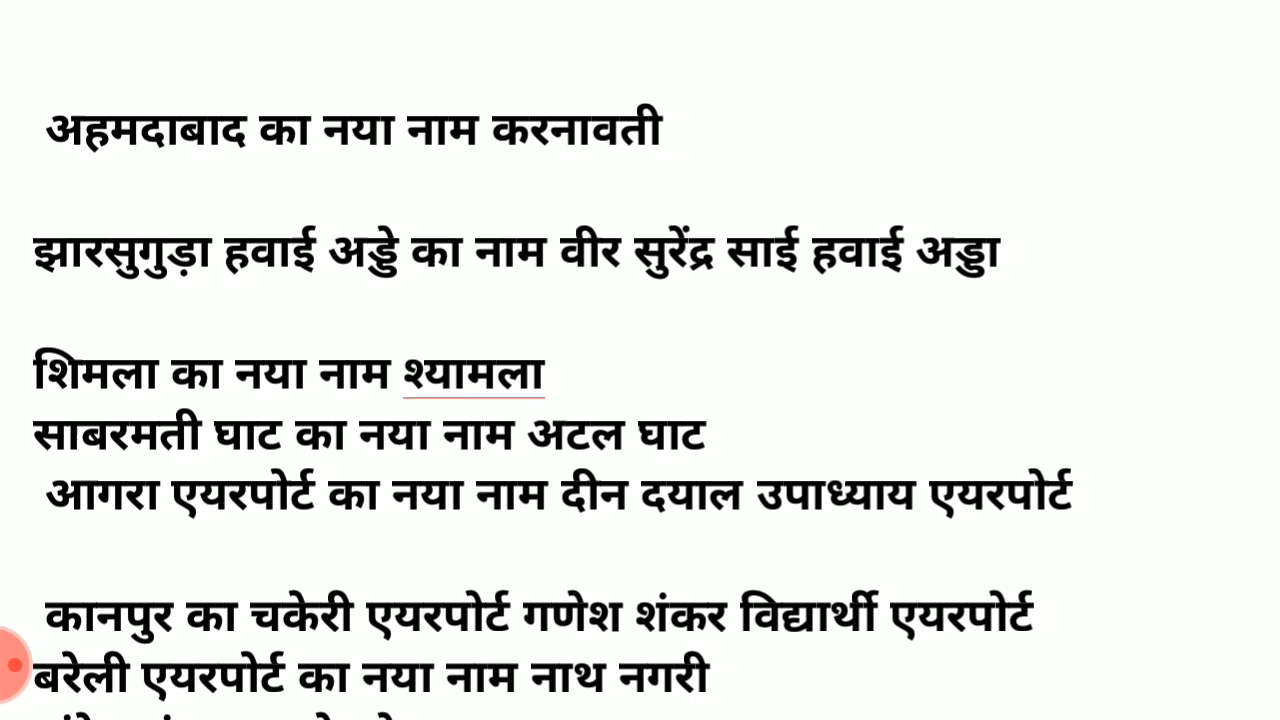 अहमदाबाद का नया नाम करनावती
झारसुगुड़ा हवाई अड्डे का नाम वीर सुरेंद्र साई हवाई अड्डा
शिमला का नया नाम श्यामला
साबरमती घाट का नया नाम अटल घाट
आगरा एयरपोर्ट का नया नाम दीन दयाल उपाध्याय एयरपोर्ट
कानपुर का चकेरी एयरपोर्ट गणेश शंकर विद्यार्थी एयरपोर्ट
बरेली एयरपोर्ट का नया नाम नाथ नगरी